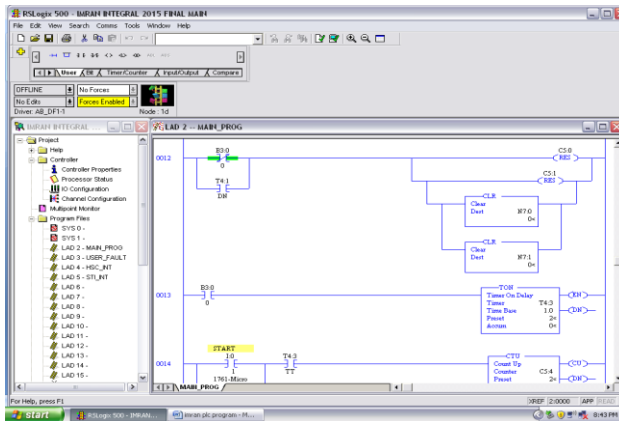 RSLogix 500 - IMRAN INTEGRAL 2015 FINAL MAIN
File Edit View Search Comms Tools Window Help
User Bit Timer/Counter Input/Output Compare
OFFLINE No Forces
No Edits Forces Enabled
Driver: AB_DF1-1 Node : 1d
IMRAN INTEGRAL ...
LAD 2 -- MAIN_PROG
Project
Help
Controller
Controller Properties
Processor Status
IO Configuration
Channel Configuration
Multipoint Monitor
Program Files
SYS 0 -
SYS 1 -
LAD 2 - MAIN_PROG
LAD 3 - USER_FAULT
LAD 4 - HSC_INT
LAD 5 - STI_INT
LAD 6 -
LAD 7 -
LAD 8 -
LAD 9 -
LAD 10 -
LAD 11 -
LAD 12 -
LAD 13 -
LAD 14 -
LAD 15 -
0012
B3:0
0
T4:1
DN
C5:0
RES
C5:1
RES
CLR
Clear
Dest N7:0
0<
CLR
Clear
Dest N7:1
0<
0013
B3:0
0
TON
Timer On Delay EN
Timer T4:3
Time Base 1.0 DN
Preset 2<
Accum 0<
0014
START
I:0
1
1761-Micro
T4:3
TT
CTU
Count Up CU
Counter C5:4
Preset 2< DN
MAIN_PROG
For Help, press F1
XREF 2:0000 APP READ
start
RSLogix 500 - IMRAN...
imran plc program - M...
8:43 PM